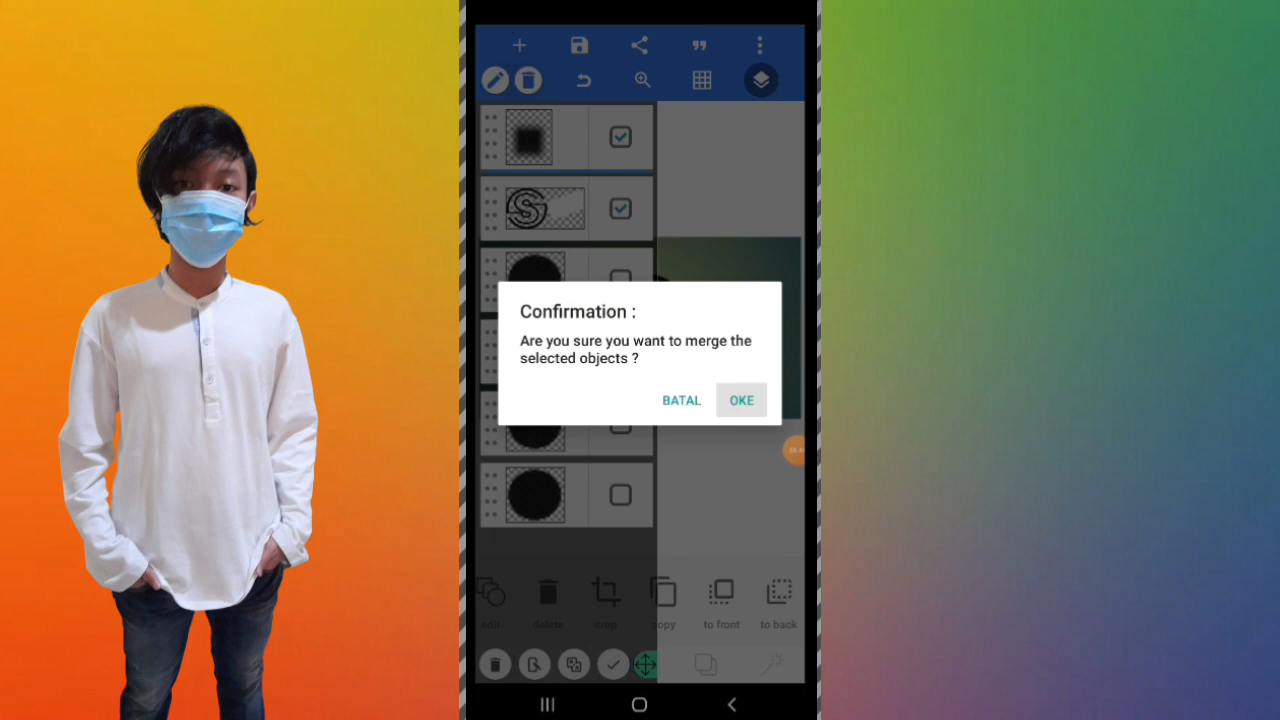 Confirmation :
Are you sure you want to merge the
selected objects ?
BATAL OKE
edit delete crop copy to front to back